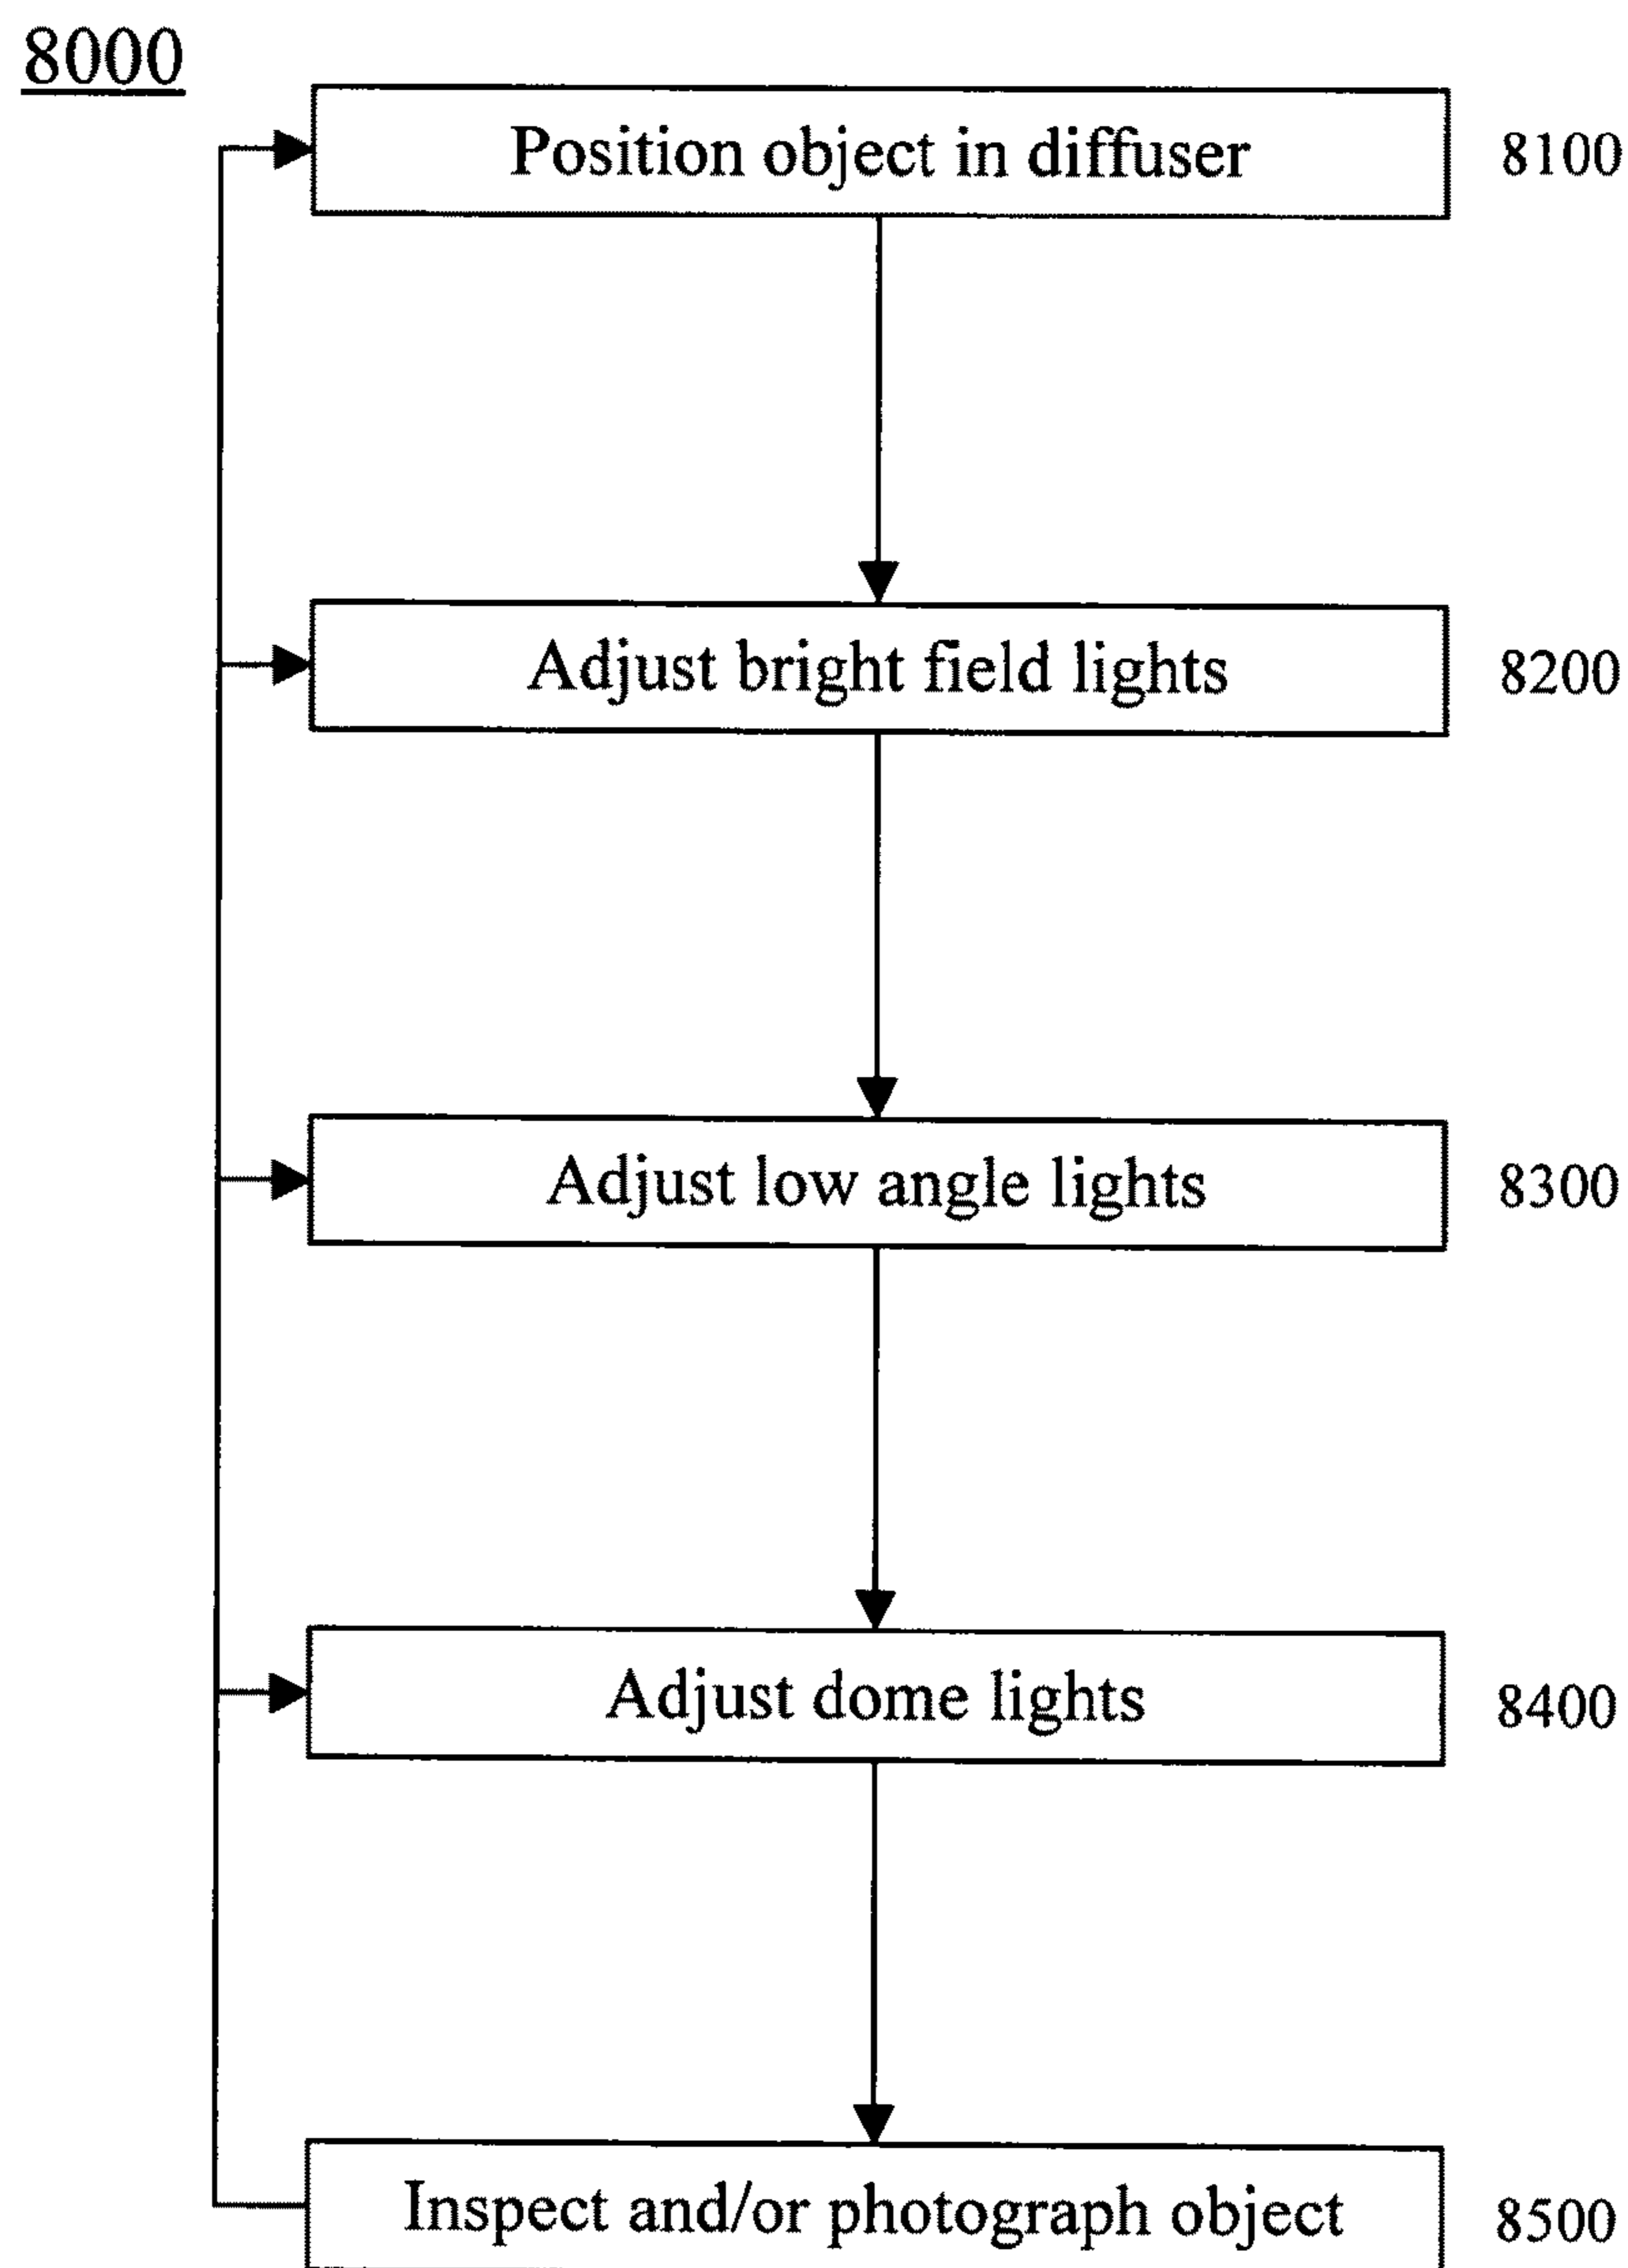 8000
Position object in diffuser 8100
Adjust bright field lights 8200
Adjust low angle lights 8300
Adjust dome lights 8400
Inspect and/or photograph object 8500